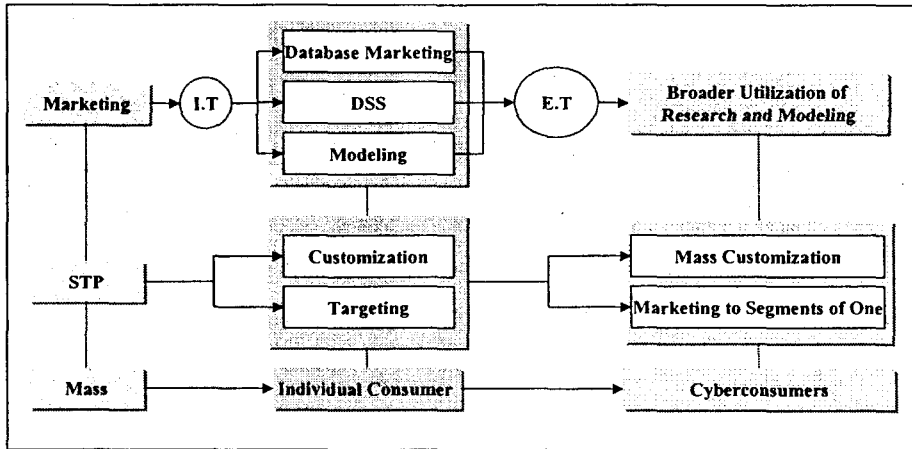 Database Marketing
Marketing
I.T
DSS
E.T
Broader Utilization of
Research and Modeling
Modeling
STP
Customization
Targeting
Mass Customization
Marketing to Segments of One
Mass
Individual Consumer
Cyberconsumers